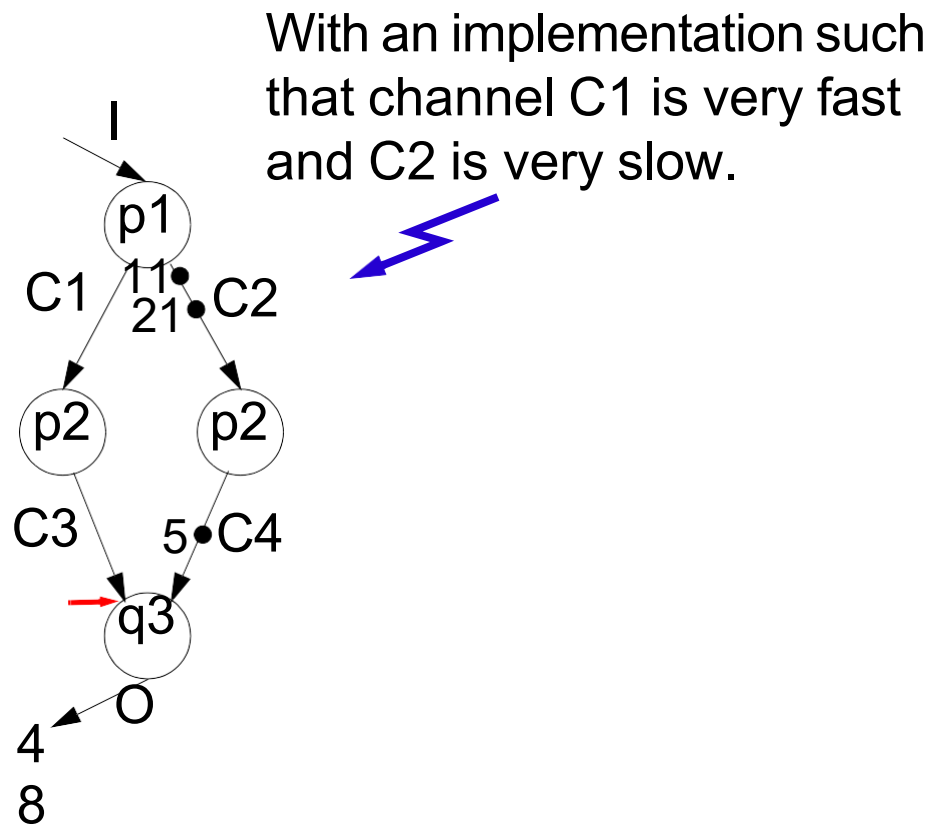 With an implementation such
that channel C1 is very fast
and C2 is very slow.
I
p1
11
C1
C2
21
p2
p2
C3
5
C4
q3
O
4
8